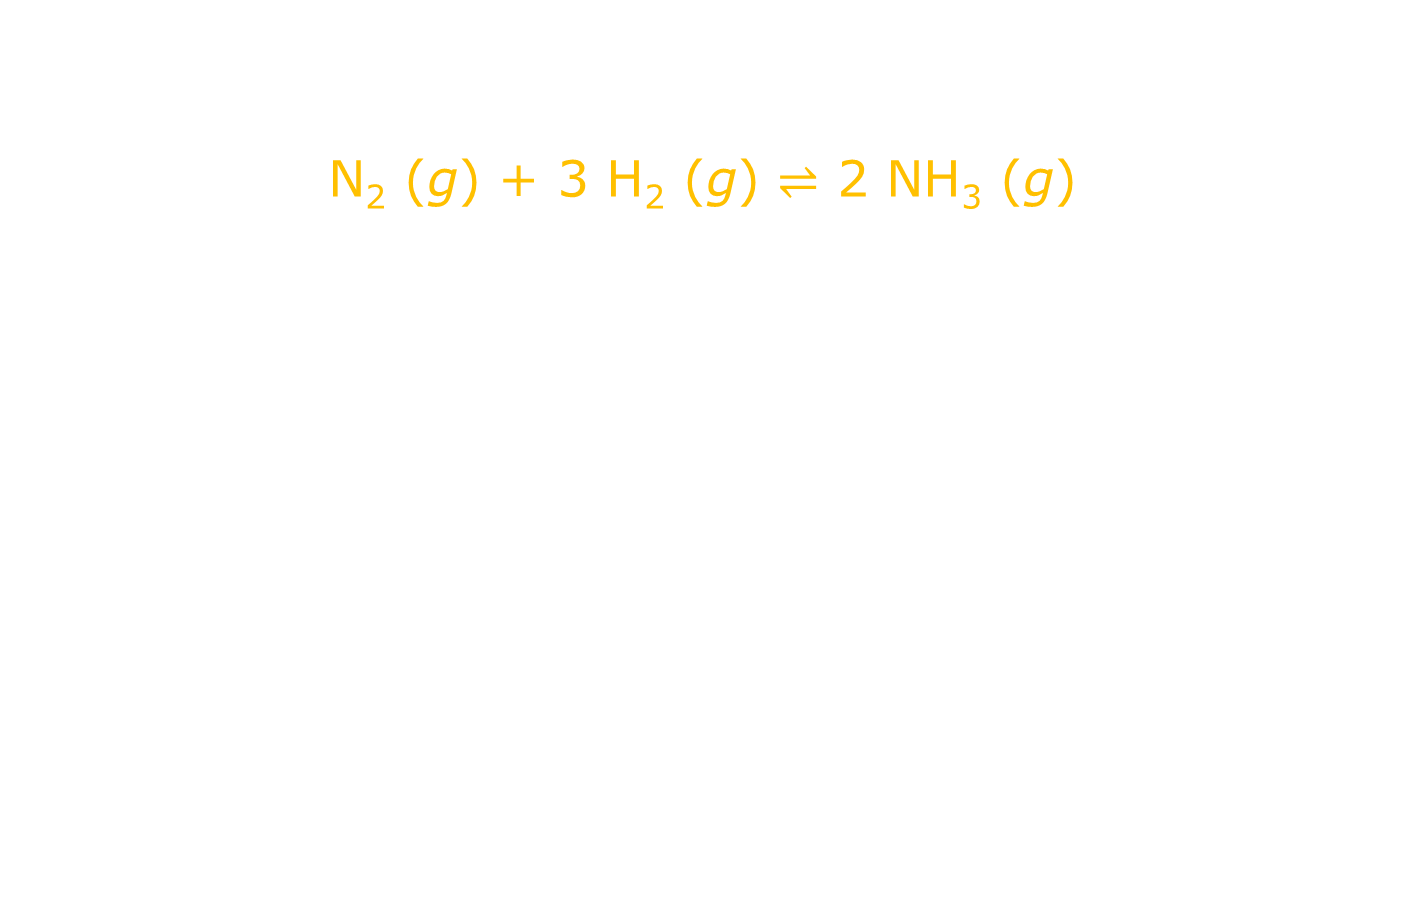 N₂ (g) + 3 H₂ (g) ⇌ 2 NH₃ (g)